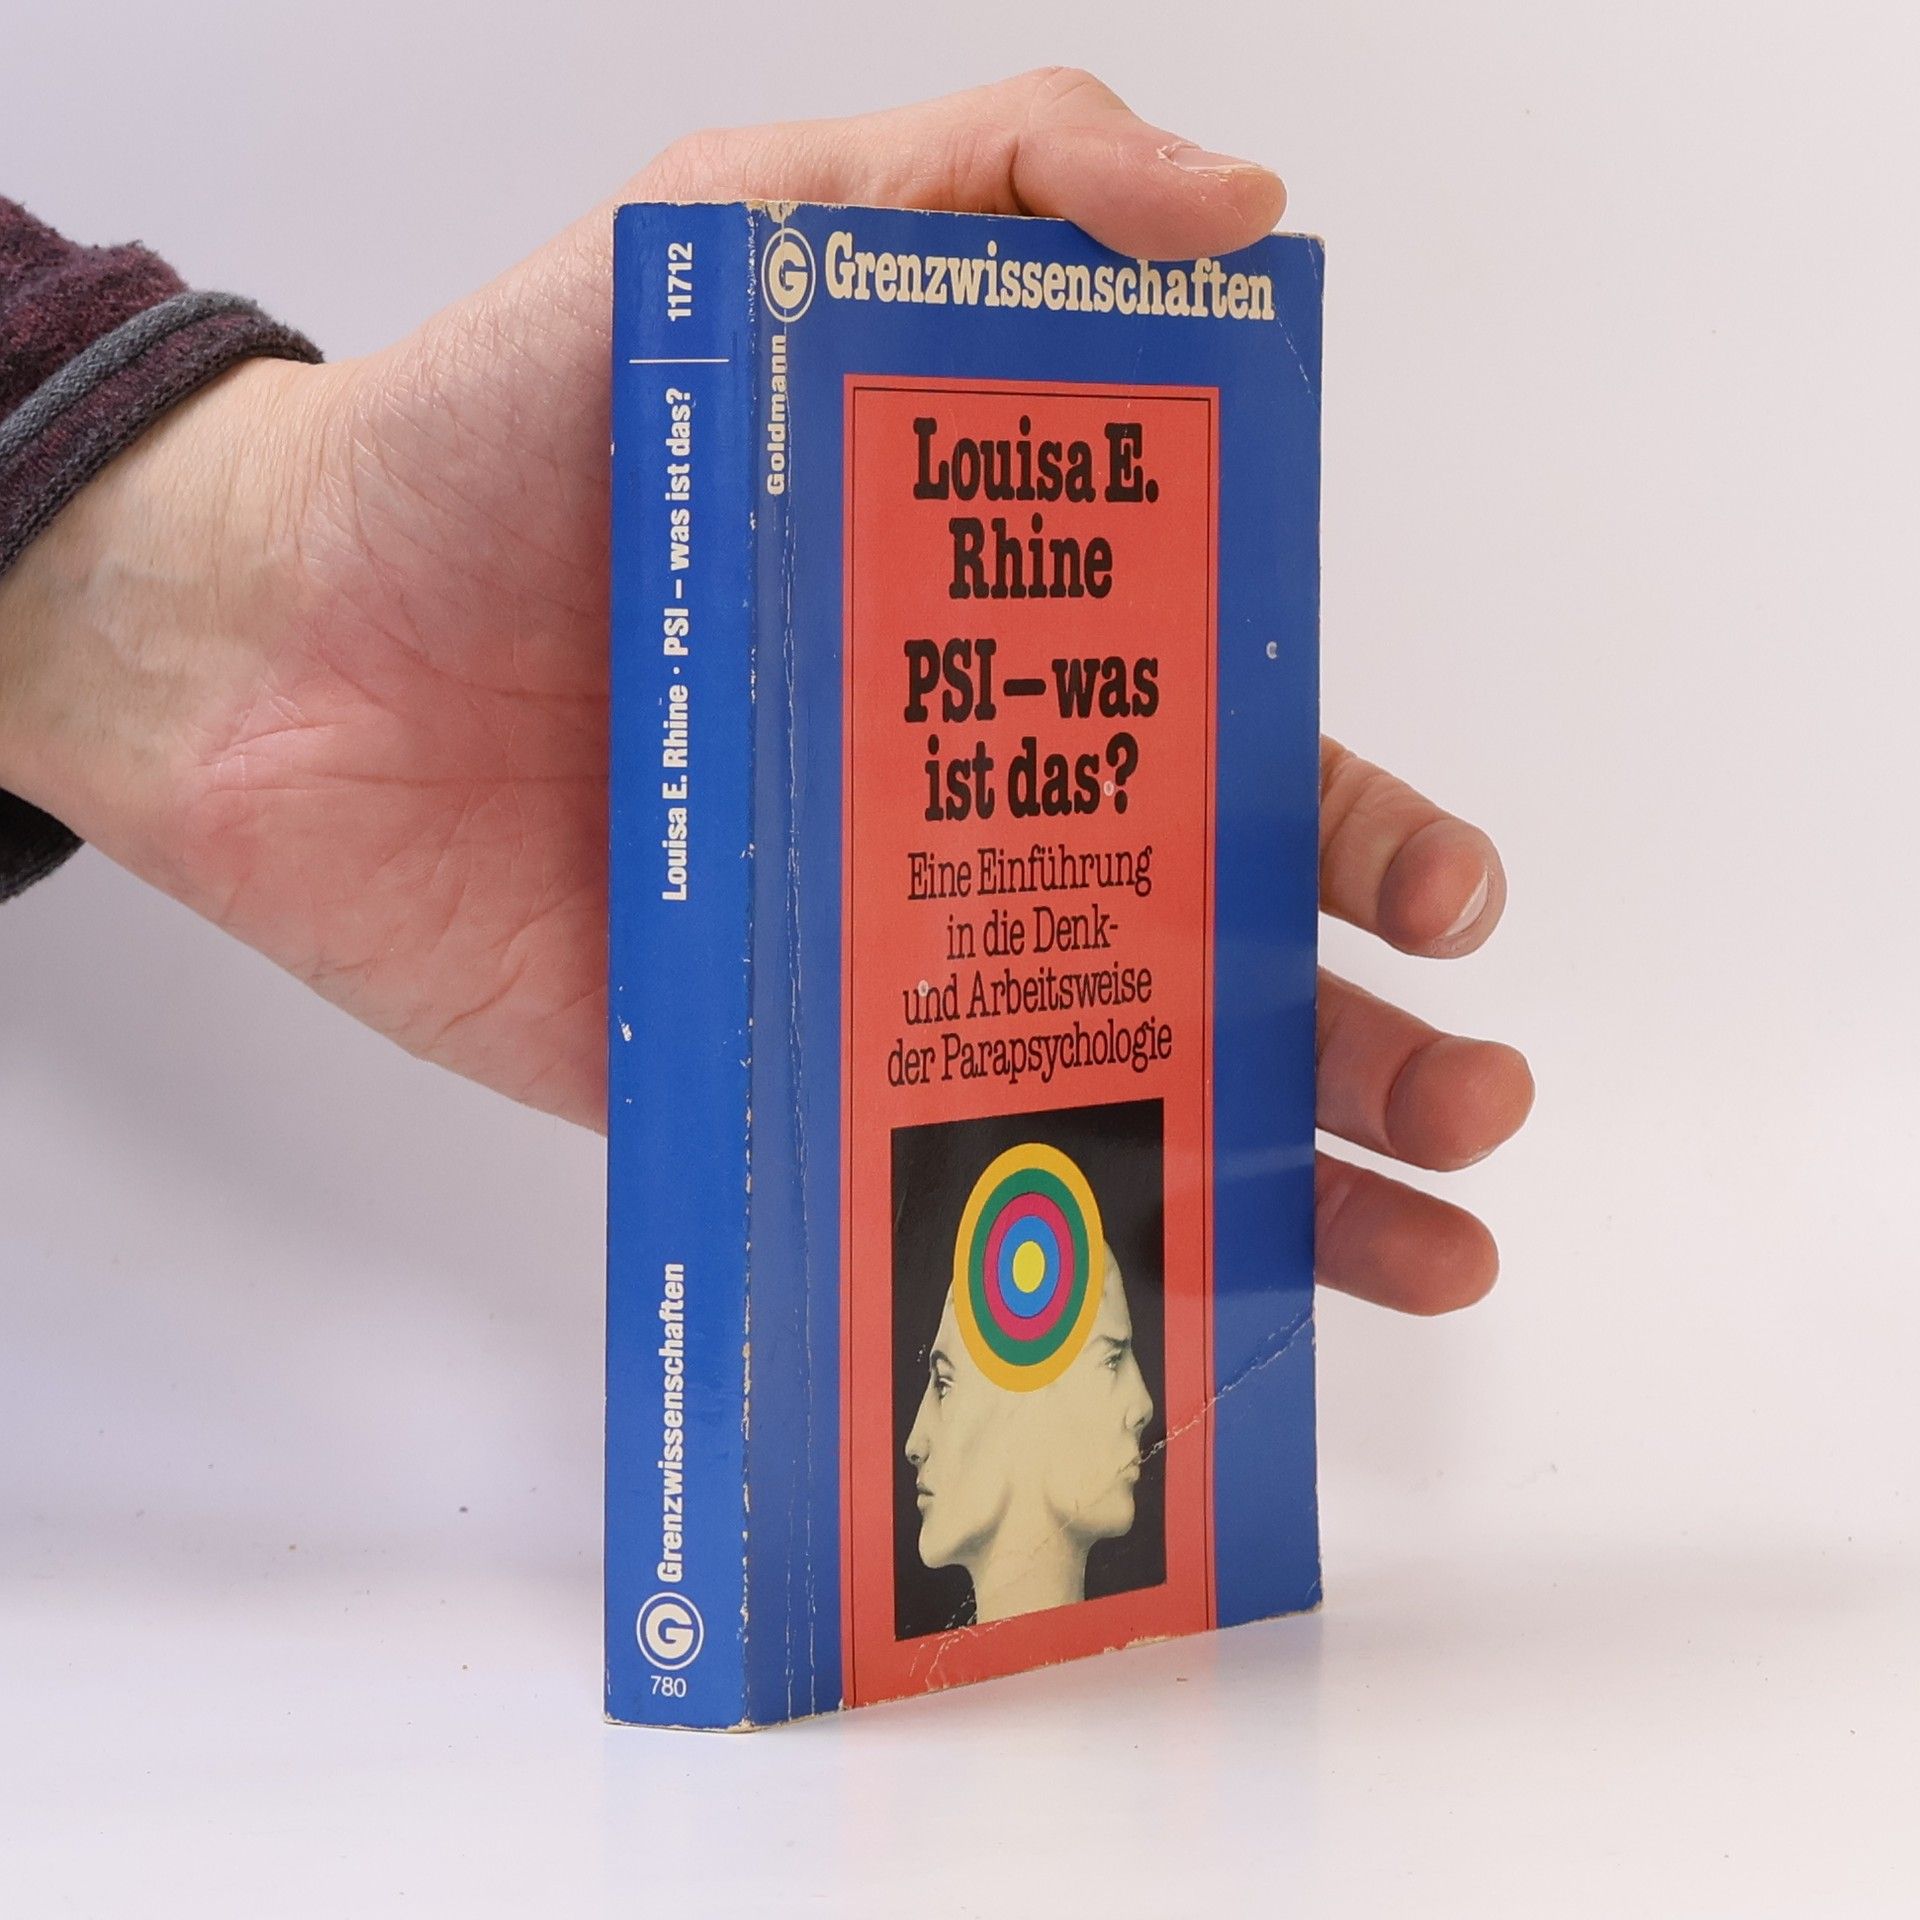 11712
Louisa E. Rhine · PSI – was ist das?
Grenzwissenschaften
G
780
G Grenzwissenschaften
Goldmann
Louisa E.
Rhine
PSI – was
ist das?
Eine Einführung
in die Denk-
und Arbeitsweise
der Parapsychologie